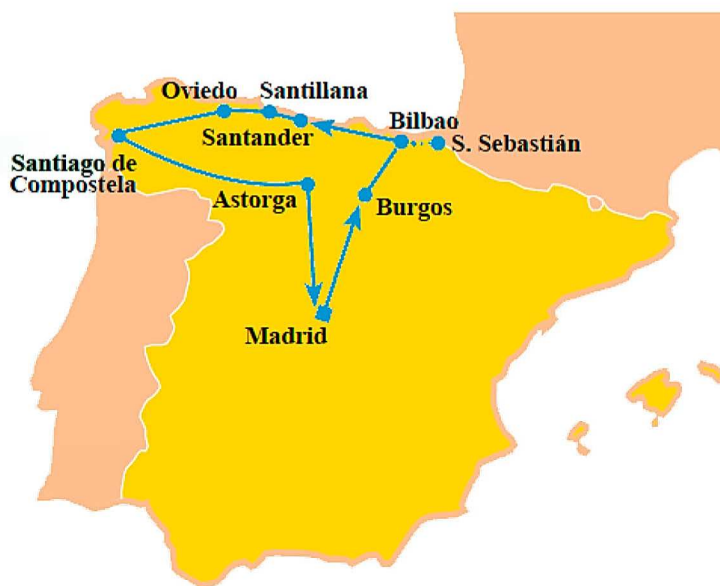 Oviedo
Santillana
Santander
Bilbao
S. Sebastián
Santiago de
Compostela
Astorga
Burgos
Madrid